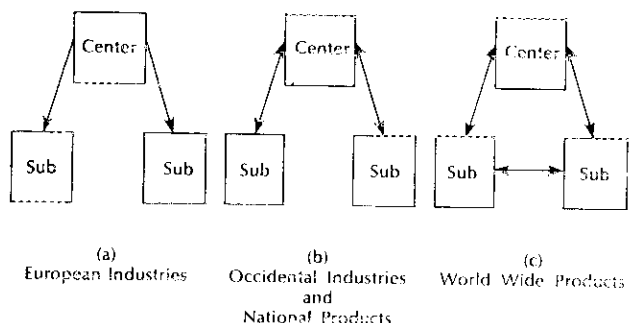 Center
Center
Center
Sub
Sub
Sub
Sub
Sub
Sub
(a)
European Industries
(b)
Occidental Industries
and
National Products
(c)
World Wide Products